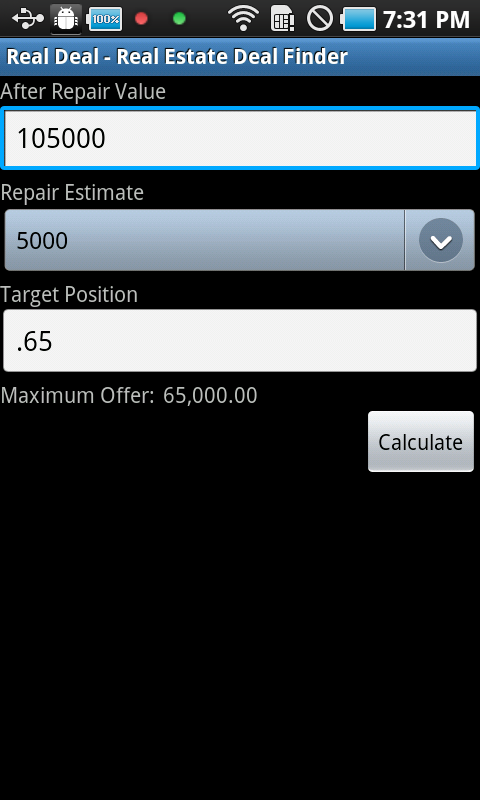 100% 7:31 PM
Real Deal - Real Estate Deal Finder
After Repair Value
105000
Repair Estimate
5000
Target Position
.65
Maximum Offer: 65,000.00
Calculate